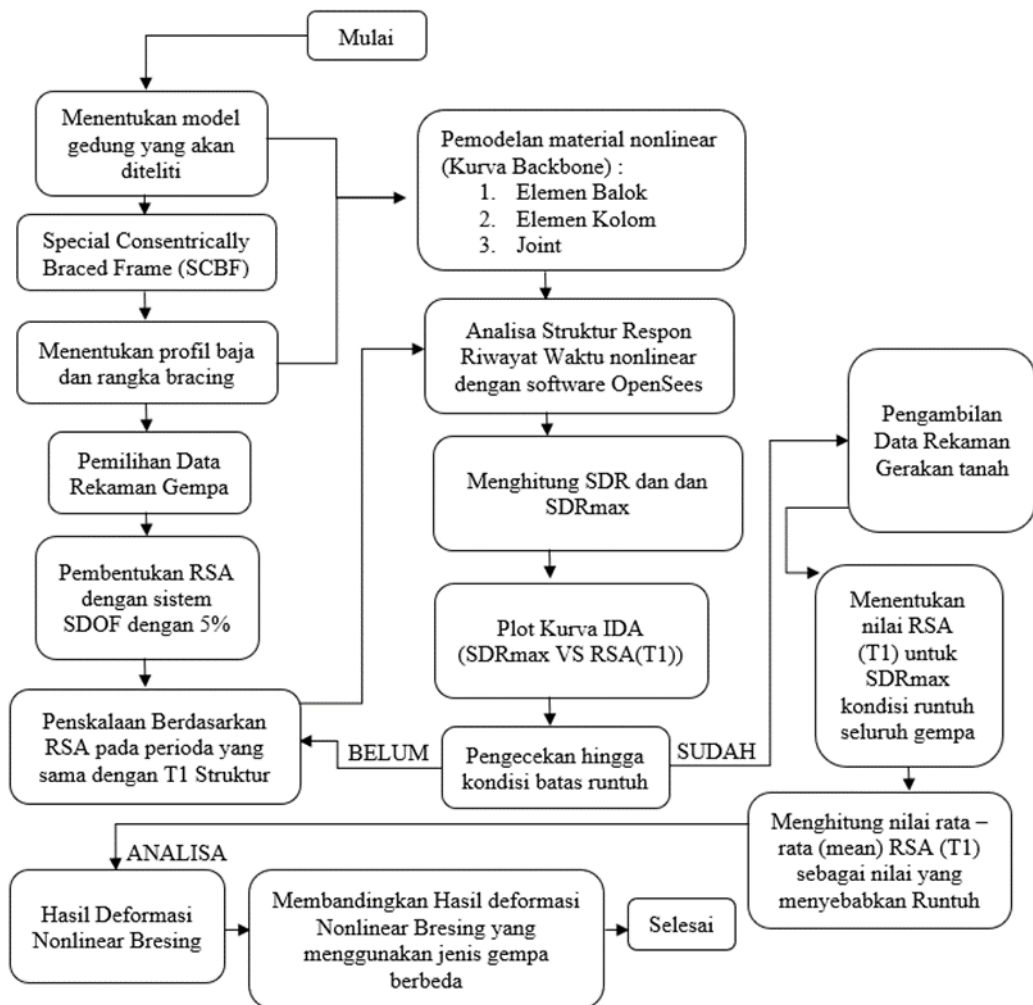 Mulai
Menentukan model
gedung yang akan
diteliti
Special Consentrically
Braced Frame (SCBF)
Menentukan profil baja
dan rangka bracing
Pemilihan Data
Rekaman Gempa
Pembentukan RSA
dengan sistem
SDOF dengan 5%
Penskalaan Berdasarkan
RSA pada perioda yang
sama dengan T1 Struktur
Pemodelan material nonlinear
(Kurva Backbone) :
1. Elemen Balok
2. Elemen Kolom
3. Joint
Analisa Struktur Respon
Riwayat Waktu nonlinear
dengan software OpenSees
Menghitung SDR dan dan
SDRmax
Plot Kurva IDA
(SDRmax VS RSA(T1))
Pengecekan hingga
kondisi batas runtuh
BELUM
SUDAH
Pengambilan
Data Rekaman
Gerakan tanah
Menentukan
nilai RSA
(T1) untuk
SDRmax
kondisi runtuh
seluruh gempa
Menghitung nilai rata –
rata (mean) RSA (T1)
sebagai nilai yang
menyebabkan Runtuh
ANALISA
Hasil Deformasi
Nonlinear Bresing
Membandingkan Hasil deformasi
Nonlinear Bresing yang
menggunakan jenis gempa
berbeda
Selesai